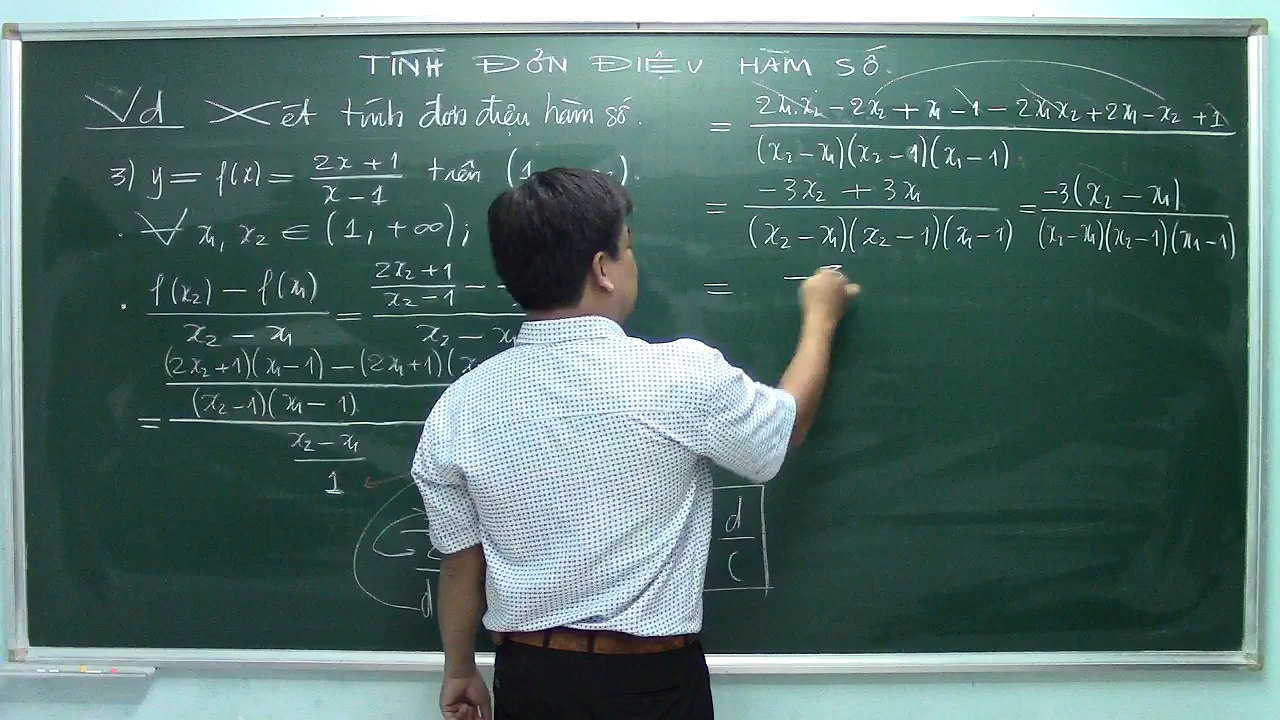 TÍNH ĐƠN ĐIỆU HÀM SỐ.
Vd Xét tính đơn điệu hàm số.
3) y = f(x) = (2x+1)/(x-1) trên (1
. ∀ x₁, x₂ ∈ (1, +∞);
. (f(x₂) - f(x₁))/(x₂ - x₁) = ((2x₂+1)/(x₂-1) -
x₂ - x₁
(2x₂+1)(x₁-1) - (2x₁+1)(x
= (x₂-1)(x₁-1)
x₂ - x₁
1
d
d/c
= (2x₁.x₂ - 2x₂ + x₁ - 1 - 2x₁x₂ + 2x₁ - x₂ + 1)/((x₂ - x₁)(x₂ - 1)(x₁ - 1))
= (-3x₂ + 3x₁)/((x₂ - x₁)(x₂ - 1)(x₁ - 1)) = (-3(x₂ - x₁))/((x₂ - x₁)(x₂ - 1)(x₁ - 1))
= -